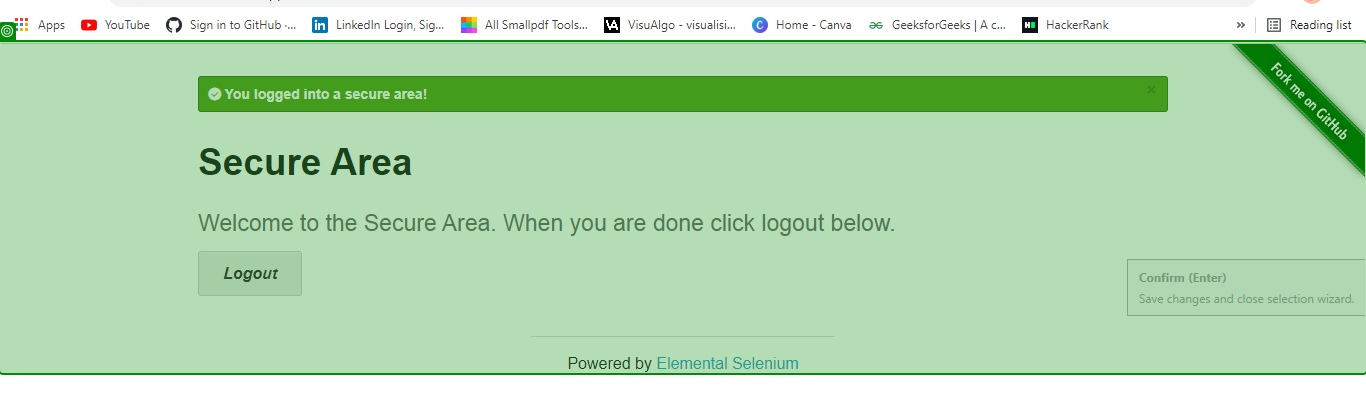 Apps YouTube Sign in to GitHub ·... LinkedIn Login, Sig... All Smallpdf Tools... VisuAlgo - visualisi... Home - Canva GeeksforGeeks | A c... HackerRank » Reading list
You logged into a secure area! ×
Fork me on GitHub
Secure Area
Welcome to the Secure Area. When you are done click logout below.
Logout
Confirm (Enter)
Save changes and close selection wizard.
Powered by Elemental Selenium